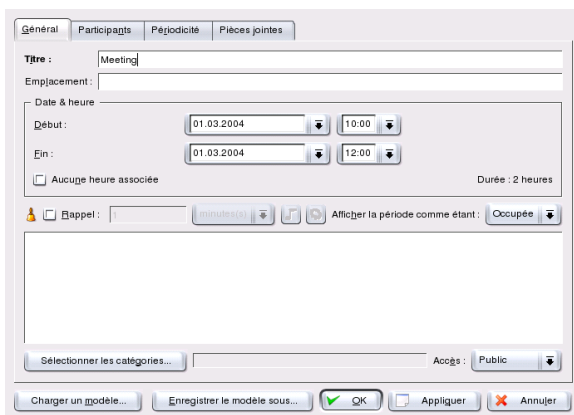 Général Participants Périodicité Pièces jointes
Titre : Meeting
Emplacement :
Date & heure
Début : 01.03.2004 10:00
Fin : 01.03.2004 12:00
Aucune heure associée Durée : 2 heures
Rappel : 1 minutes(s) Afficher la période comme étant : Occupée
Sélectionner les catégories... Accès : Public
Charger un modèle... Enregistrer le modèle sous... OK Appliquer Annuler